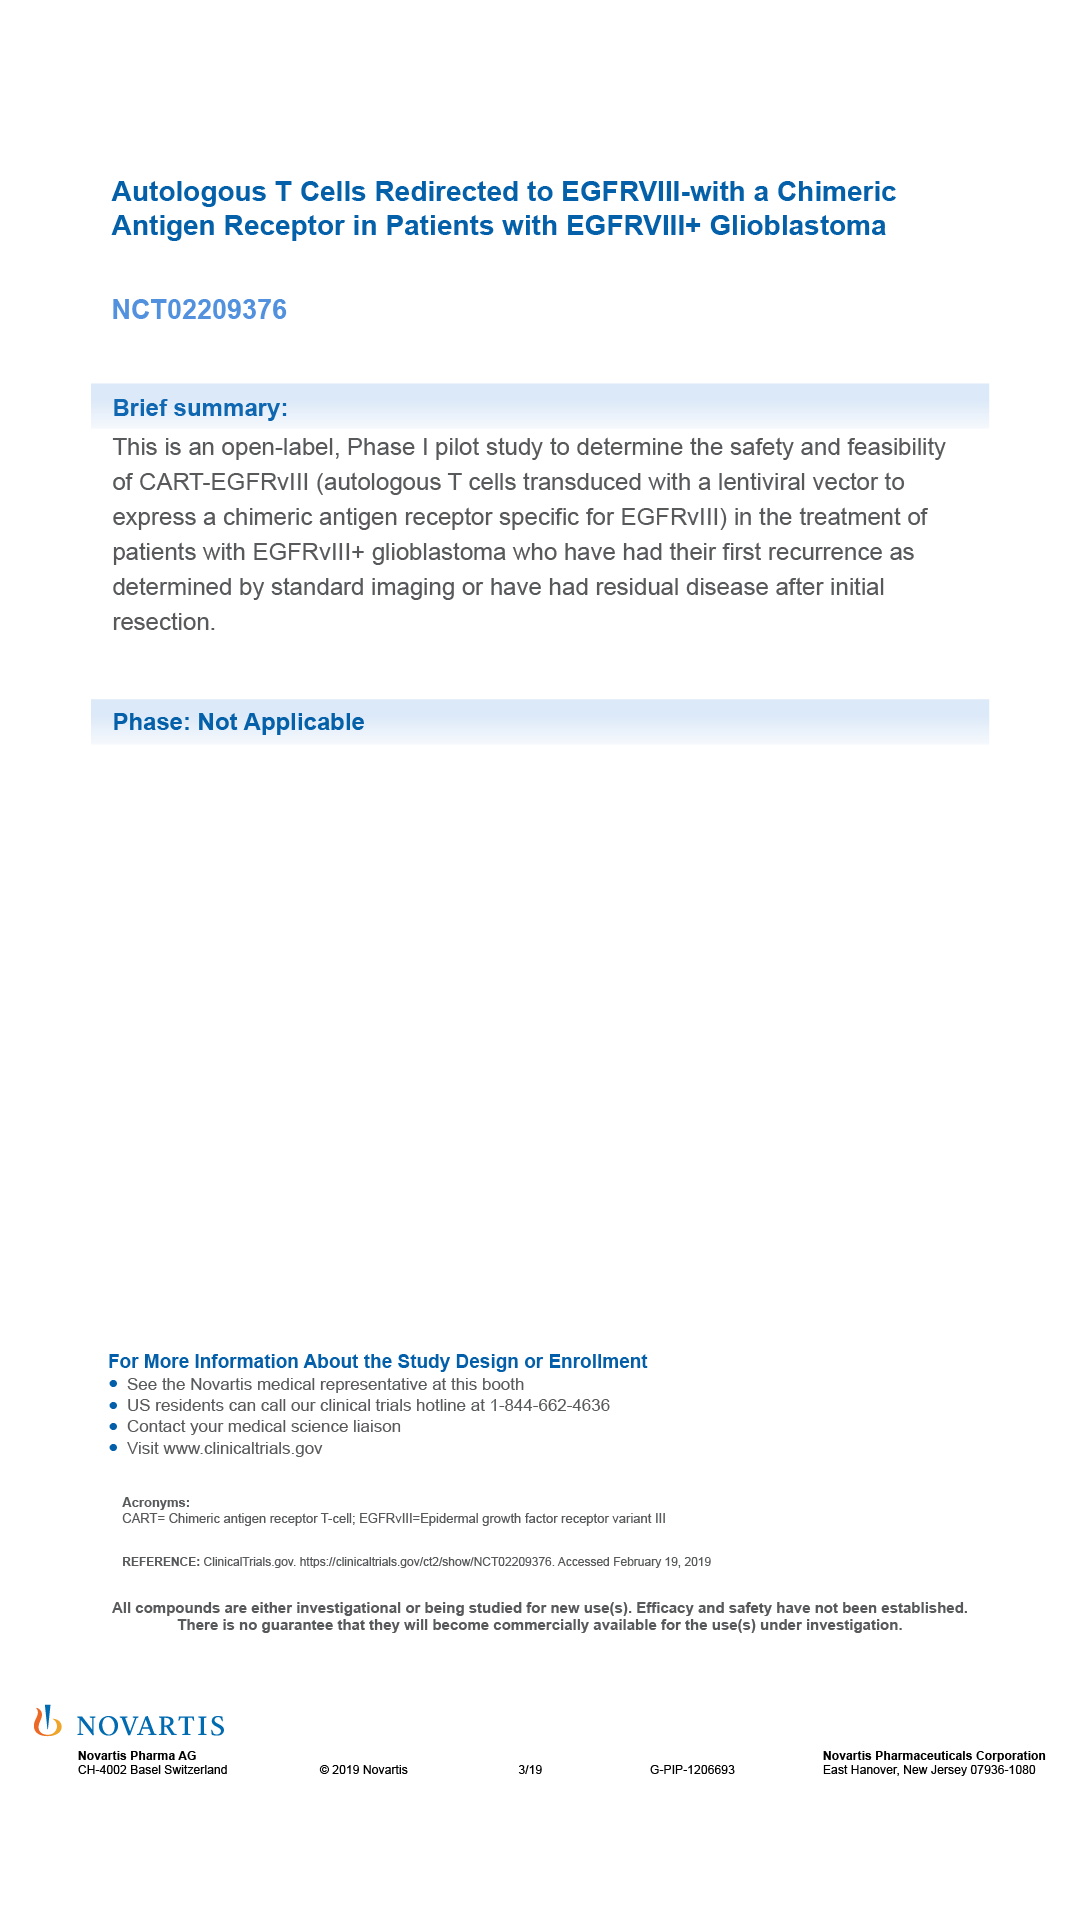 Autologous T Cells Redirected to EGFRVIII-with a Chimeric
Antigen Receptor in Patients with EGFRVIII+ Glioblastoma
NCT02209376
Brief summary:
This is an open-label, Phase I pilot study to determine the safety and feasibility
of CART-EGFRvIII (autologous T cells transduced with a lentiviral vector to
express a chimeric antigen receptor specific for EGFRvIII) in the treatment of
patients with EGFRvIII+ glioblastoma who have had their first recurrence as
determined by standard imaging or have had residual disease after initial
resection.
Phase: Not Applicable
For More Information About the Study Design or Enrollment
• See the Novartis medical representative at this booth
• US residents can call our clinical trials hotline at 1-844-662-4636
• Contact your medical science liaison
• Visit www.clinicaltrials.gov
Acronyms:
CART= Chimeric antigen receptor T-cell; EGFRvIII=Epidermal growth factor receptor variant III
REFERENCE: ClinicalTrials.gov. https://clinicaltrials.gov/ct2/show/NCT02209376. Accessed February 19, 2019
All compounds are either investigational or being studied for new use(s). Efficacy and safety have not been established.
There is no guarantee that they will become commercially available for the use(s) under investigation.
NOVARTIS
Novartis Pharma AG
CH-4002 Basel Switzerland
© 2019 Novartis
3/19
G-PIP-1206693
Novartis Pharmaceuticals Corporation
East Hanover, New Jersey 07936-1080